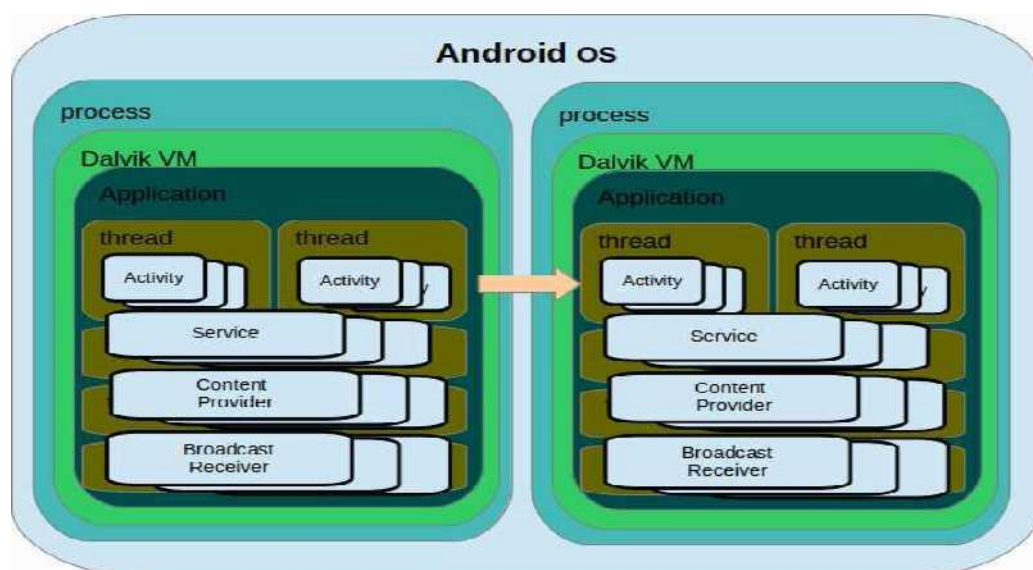 Android OS
process
Dalvik VM
Application
thread
thread
Activity
Activity
Service
Content
Provider
Broadcast
Receiver
process
Dalvik VM
Application
thread
thread
Activity
Activity
Service
Content
Provider
Broadcast
Receiver